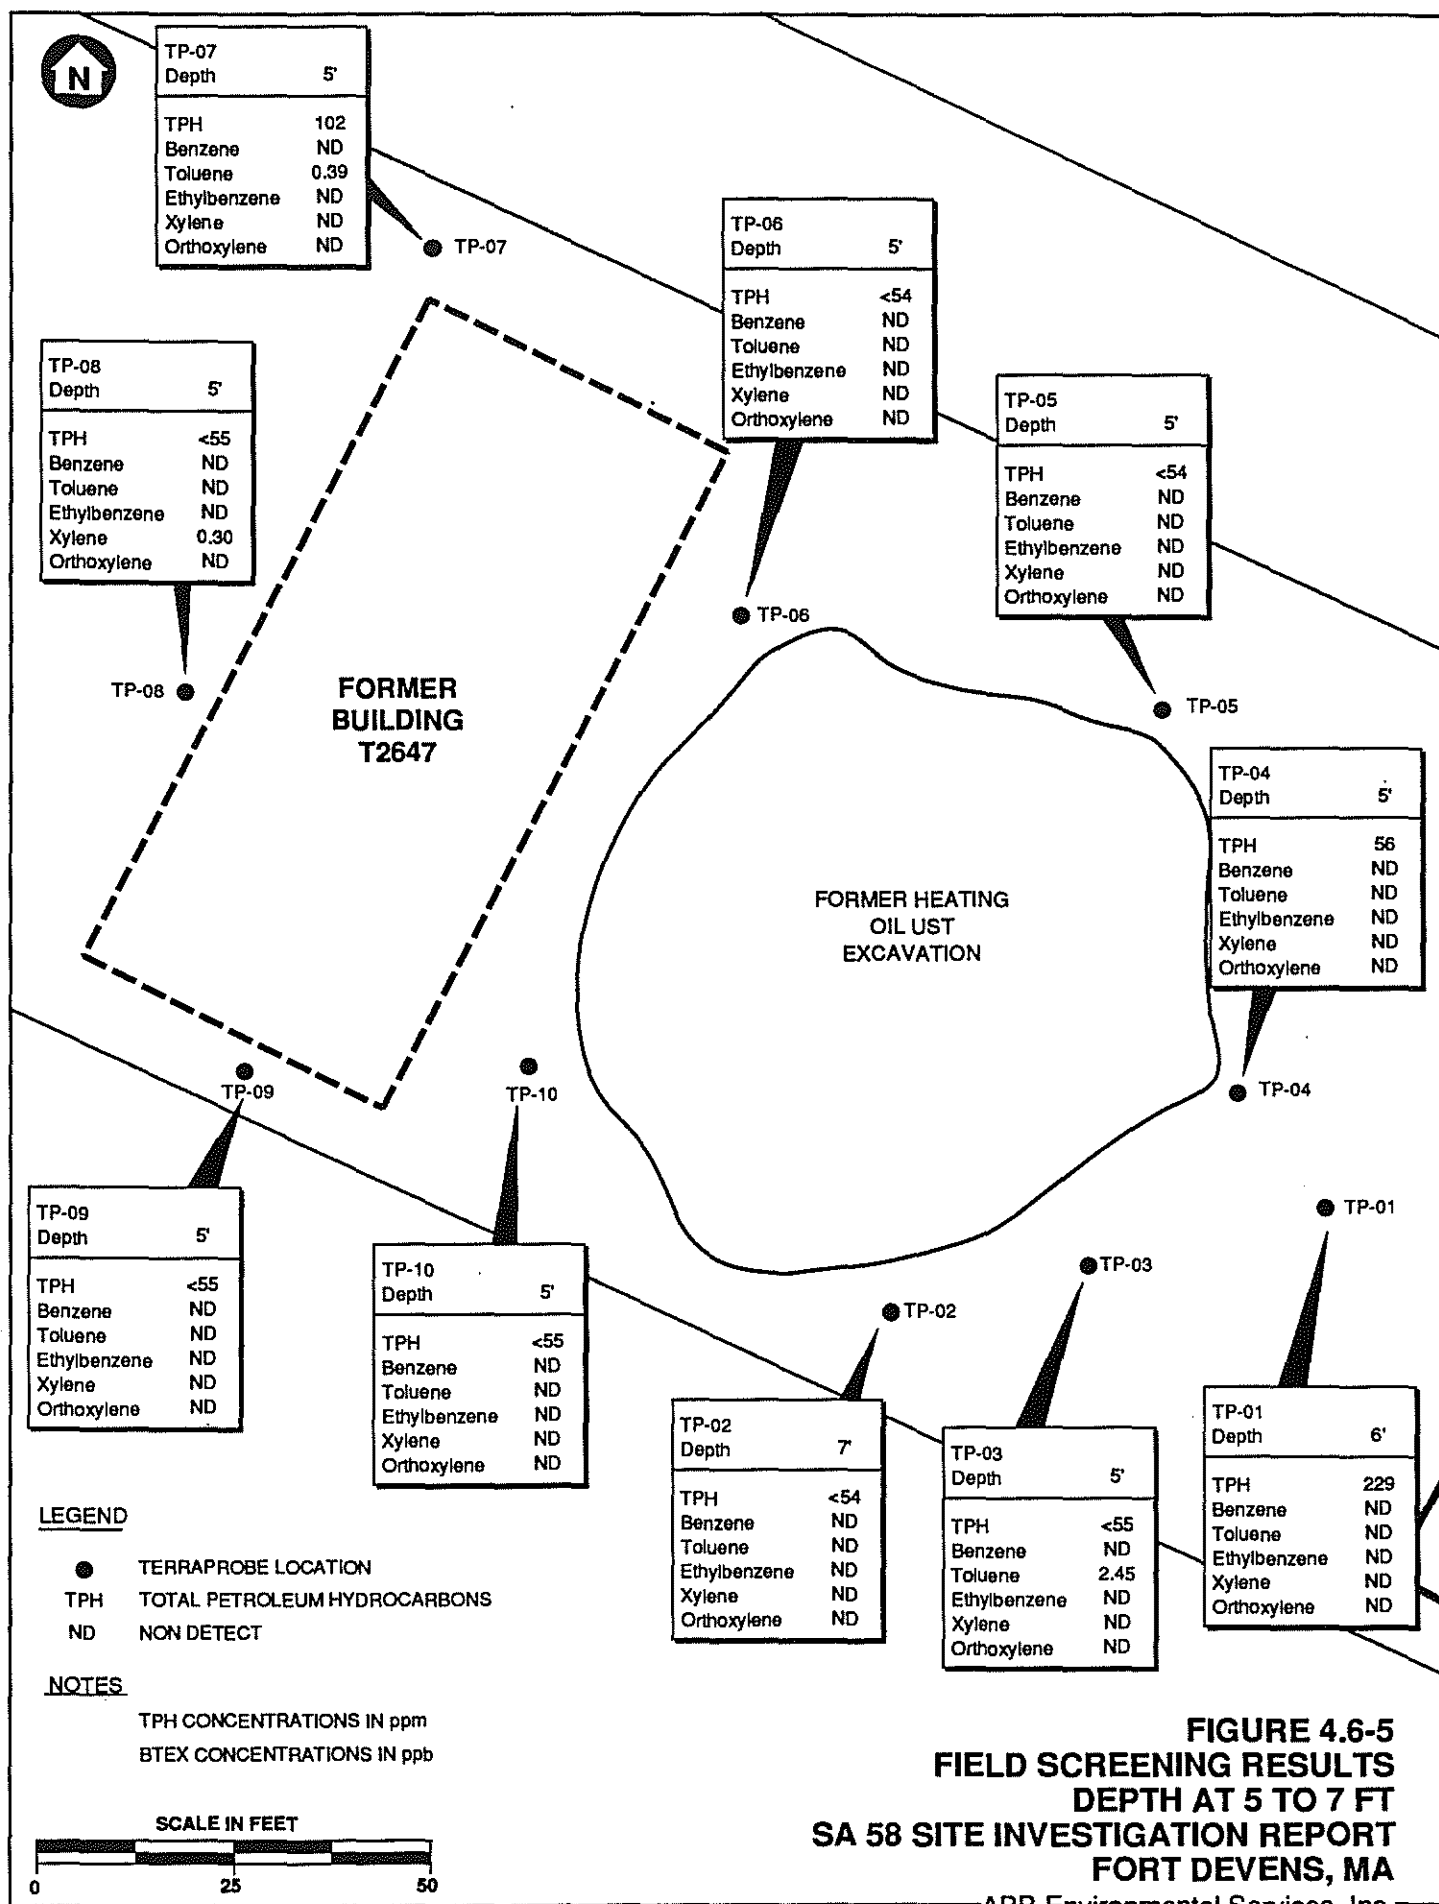 N
TP-07
Depth 5'
TPH 102
Benzene ND
Toluene 0.39
Ethylbenzene ND
Xylene ND
Orthoxylene ND
TP-07
TP-06
Depth 5'
TPH <54
Benzene ND
Toluene ND
Ethylbenzene ND
Xylene ND
Orthoxylene ND
TP-06
TP-08
Depth 5'
TPH <55
Benzene ND
Toluene ND
Ethylbenzene ND
Xylene 0.30
Orthoxylene ND
TP-08
TP-05
Depth 5'
TPH <54
Benzene ND
Toluene ND
Ethylbenzene ND
Xylene ND
Orthoxylene ND
TP-05
FORMER
BUILDING
T2647
TP-04
Depth 5'
TPH 56
Benzene ND
Toluene ND
Ethylbenzene ND
Xylene ND
Orthoxylene ND
TP-04
FORMER HEATING
OIL UST
EXCAVATION
TP-09
TP-10
TP-01
TP-03
TP-02
TP-09
Depth 5'
TPH <55
Benzene ND
Toluene ND
Ethylbenzene ND
Xylene ND
Orthoxylene ND
TP-10
Depth 5'
TPH <55
Benzene ND
Toluene ND
Ethylbenzene ND
Xylene ND
Orthoxylene ND
TP-02
Depth 7'
TPH <54
Benzene ND
Toluene ND
Ethylbenzene ND
Xylene ND
Orthoxylene ND
TP-03
Depth 5'
TPH <55
Benzene ND
Toluene 2.45
Ethylbenzene ND
Xylene ND
Orthoxylene ND
TP-01
Depth 6'
TPH 229
Benzene ND
Toluene ND
Ethylbenzene ND
Xylene ND
Orthoxylene ND
LEGEND
TERRAPROBE LOCATION
TPH TOTAL PETROLEUM HYDROCARBONS
ND NON DETECT
NOTES
TPH CONCENTRATIONS IN ppm
BTEX CONCENTRATIONS IN ppb
SCALE IN FEET
0 25 50
FIGURE 4.6-5
FIELD SCREENING RESULTS
DEPTH AT 5 TO 7 FT
SA 58 SITE INVESTIGATION REPORT
FORT DEVENS, MA
Environmental Services, Inc.